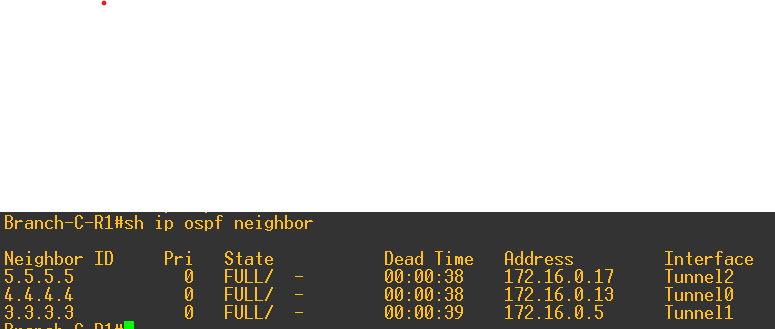 Branch-C-R1#sh ip ospf neighbor
Neighbor ID     Pri   State           Dead Time   Address         Interface
5.5.5.5           0   FULL/  -        00:00:38    172.16.0.17     Tunnel2
4.4.4.4           0   FULL/  -        00:00:38    172.16.0.13     Tunnel0
3.3.3.3           0   FULL/  -        00:00:39    172.16.0.5      Tunnel1
Branch-C-R1#